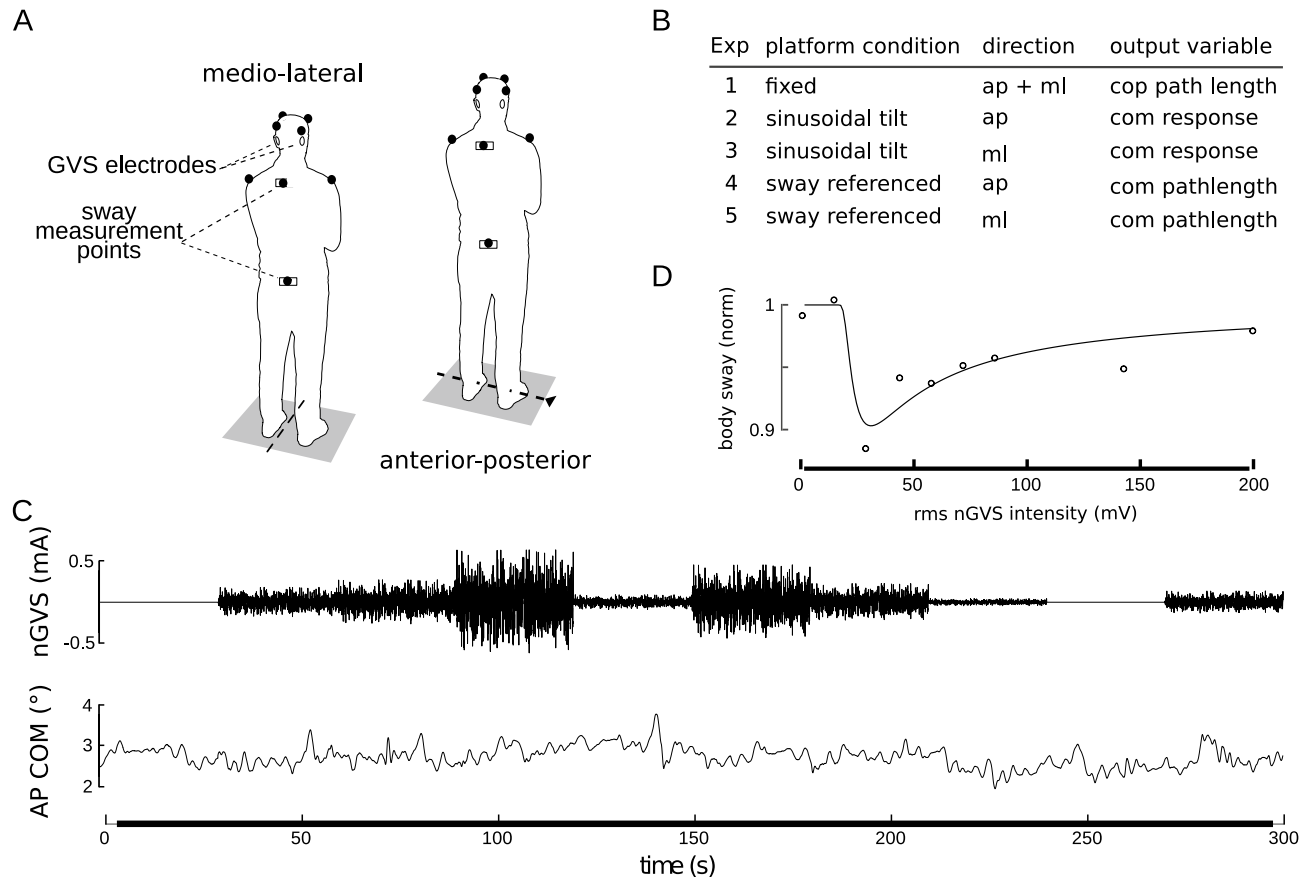 A
medio-lateral
GVS electrodes
sway
measurement
points
anterior-posterior
B
Exp platform condition direction output variable
1 fixed ap + ml cop path length
2 sinusoidal tilt ap com response
3 sinusoidal tilt ml com response
4 sway referenced ap com pathlength
5 sway referenced ml com pathlength
D
body sway (norm)
1
0.9
0 50 100 150 200
rms nGVS intensity (mV)
C
nGVS (mA)
0.5
-0.5
AP COM (°)
4
3
2
0 50 100 150 200 250 300
time (s)